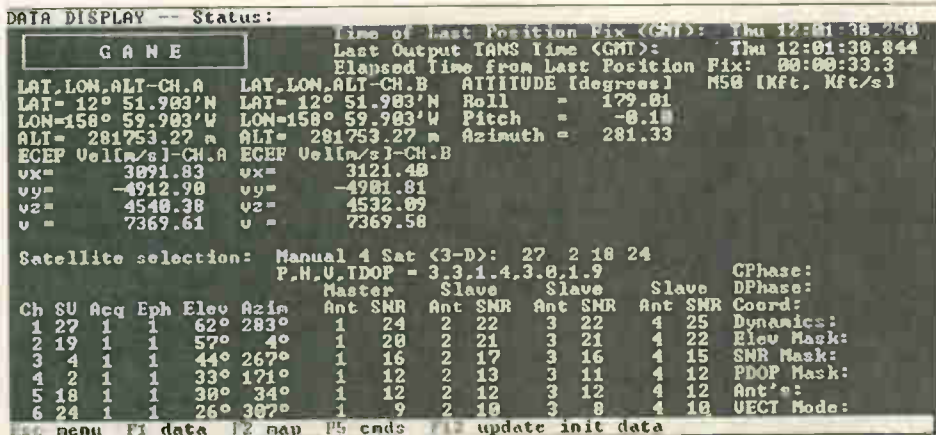 DATA DISPLAY -- Status:
Time of Last Position Fix (GMT): Thu 12:01:38.250
GANE Last Output TANS Time (GMT): Thu 12:01:30.844
Elapsed Time from Last Position Fix: 00:00:33.3
LAT,LON,ALT-CH.A LAT,LON,ALT-CH.B ATTITUDE [degrees] M50 [Kft, Kft/s]
LAT= 12° 51.903'N LAT= 12° 51.903'N Roll = 179.01
LON=158° 59.903'W LON=158° 59.903'W Pitch = -0.1
ALT= 281753.27 m ALT= 281753.27 m Azimuth = 281.33
ECEF Vel[m/s]-CH.A ECEF Vel[m/s]-CH.B
vx= 3091.83 vx= 3121.40
vy= -4912.90 vy= -4901.81
vz= 4540.38 vz= 4532.09
v = 7369.61 v = 7369.58
Satellite selection: Manual 4 Sat (3-D): 27 2 18 24
P,H,V,TDOP = 3.3,1.4,3.0,1.9 CPhase:
Master Slave Slave Slave DPhase:
Ch SV Acq Eph Elev Azim Ant SNR Ant SNR Ant SNR Ant SNR Coord:
1 27 1 1 62° 283° 1 24 2 22 3 22 4 25 Dynamics:
2 19 1 1 57° 4° 1 20 2 21 3 21 4 22 Elev Mask:
3 4 1 1 44° 267° 1 16 2 17 3 16 4 15 SNR Mask:
4 2 1 1 33° 171° 1 12 2 13 3 11 4 12 PDOP Mask:
5 18 1 1 30° 34° 1 12 2 12 3 12 4 12 Ant's:
6 24 1 1 26° 307° 1 9 2 10 3 8 4 10 VECT Mode:
Esc menu F1 data F2 map F5 cmds F12 update init data